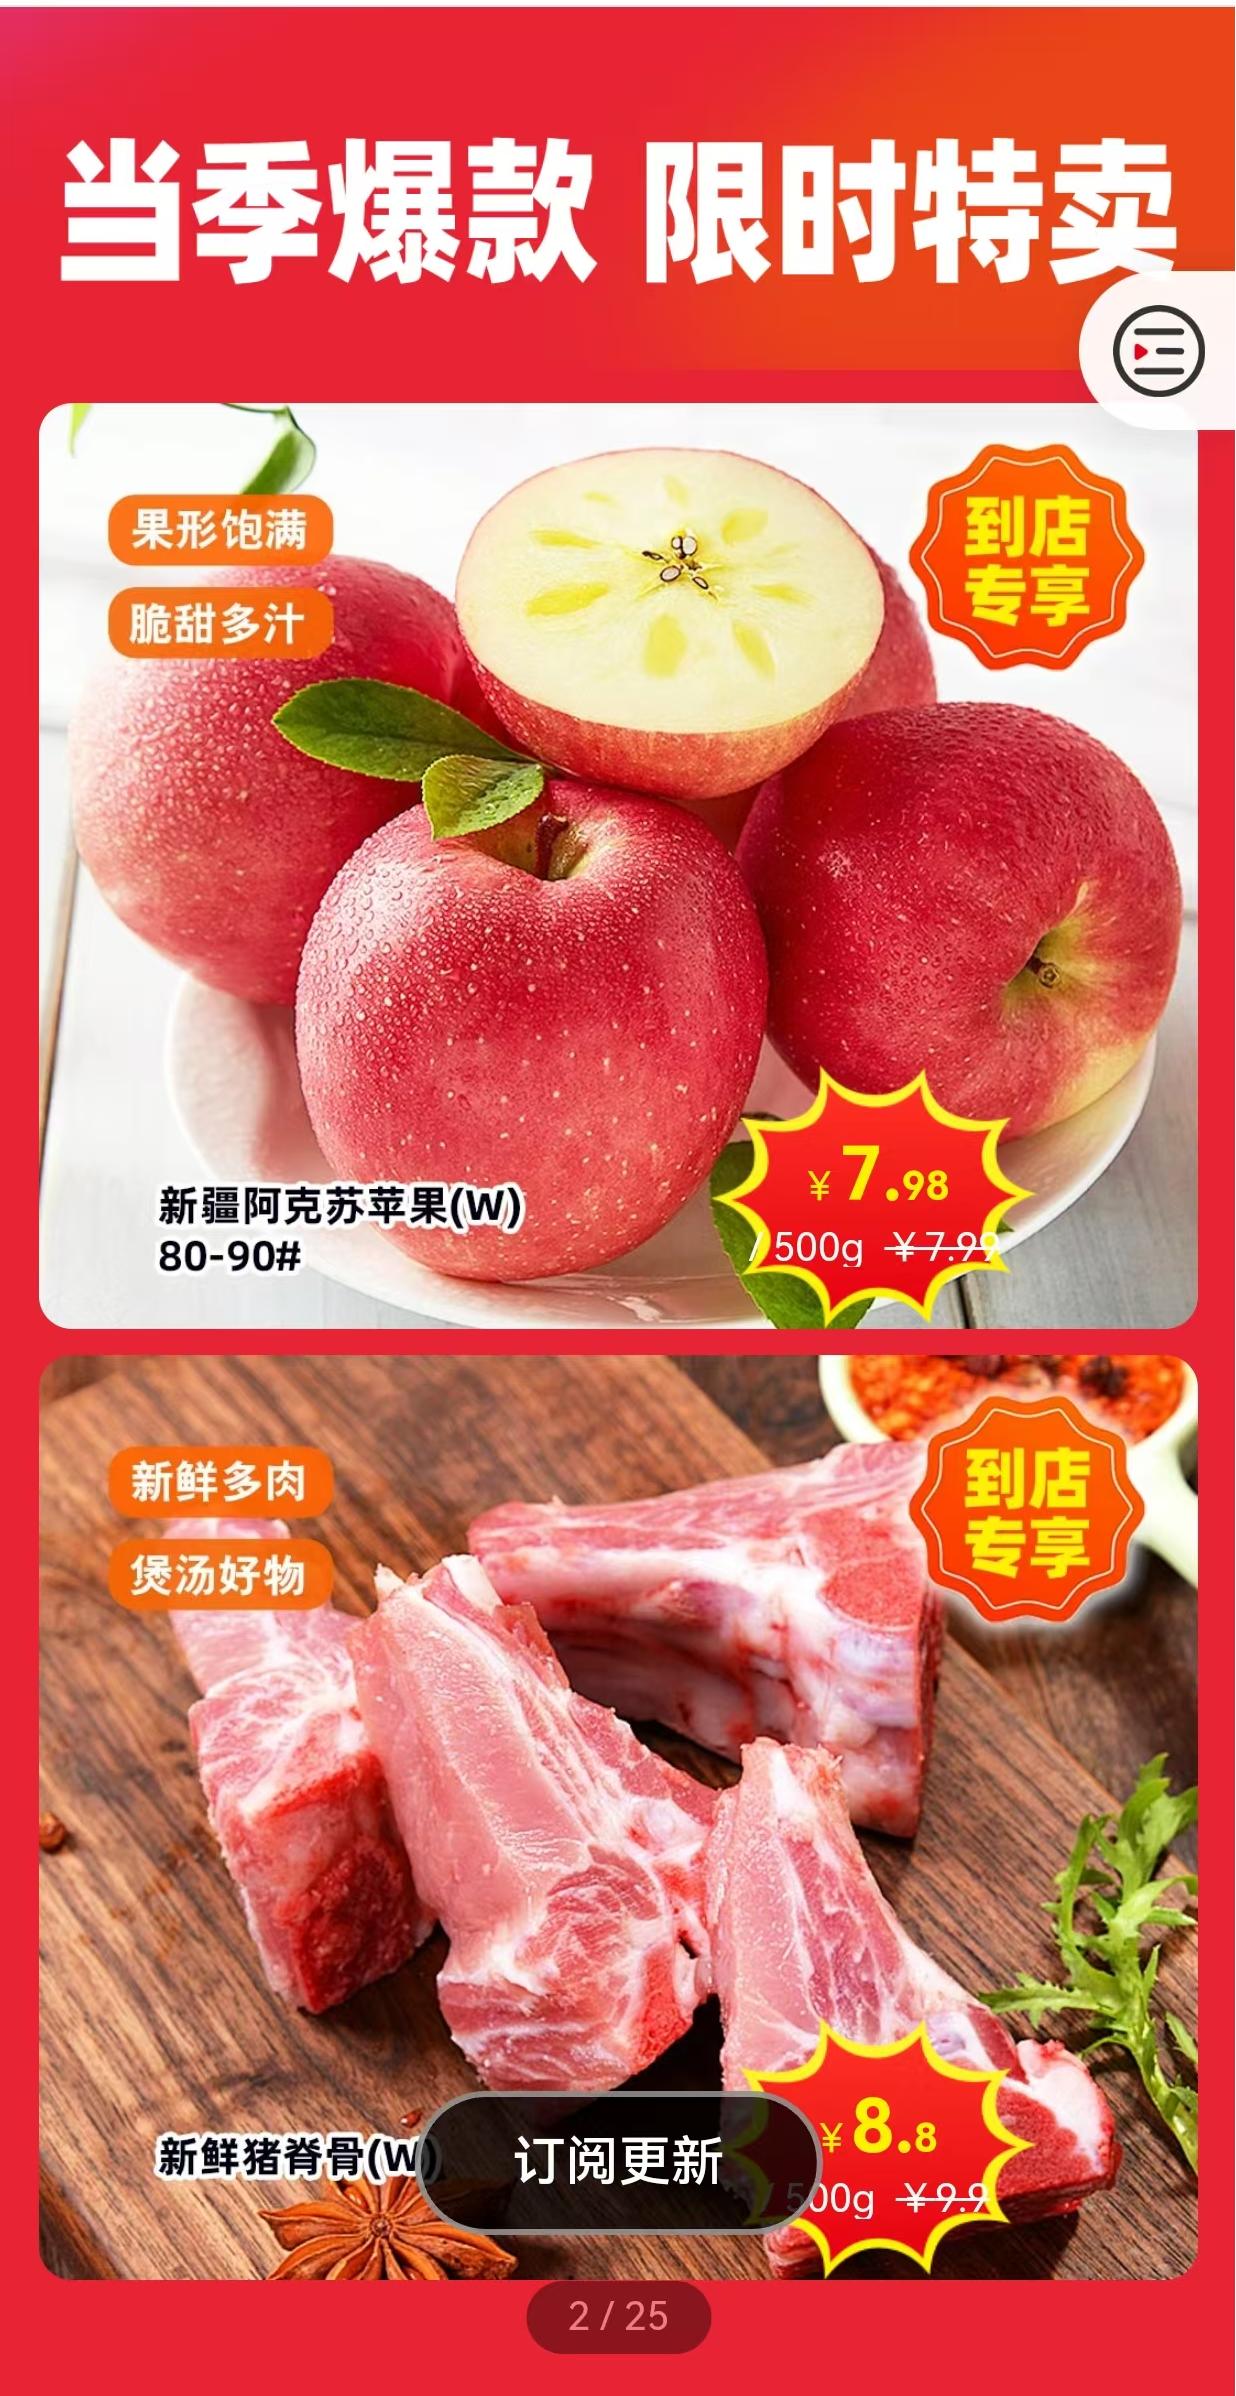 当季爆款 限时特卖
果形饱满
脆甜多汁
到店
专享
新疆阿克苏苹果(W)
80-90#
¥7.98
/500g ¥7.99
新鲜多肉
煲汤好物
到店
专享
新鲜猪脊骨(W)
订阅更新
¥8.8
/500g ¥9.9
2/25